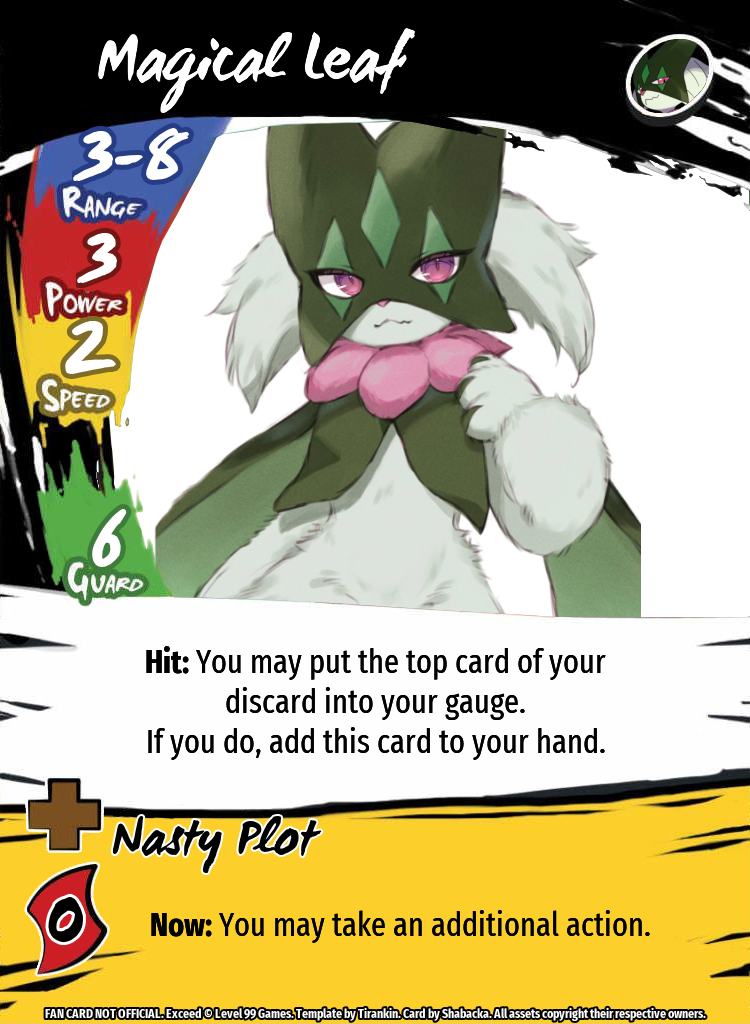 Magical Leaf
3-8
RANGE
3
POWER
2
SPEED
6
GUARD
Hit: You may put the top card of your
discard into your gauge.
If you do, add this card to your hand.
Nasty Plot
0
Now: You may take an additional action.
FAN CARD NOT OFFICIAL. Exceed © Level 99 Games. Template by Tirankin. Card by Shabacka. All assets copyright their respective owners.